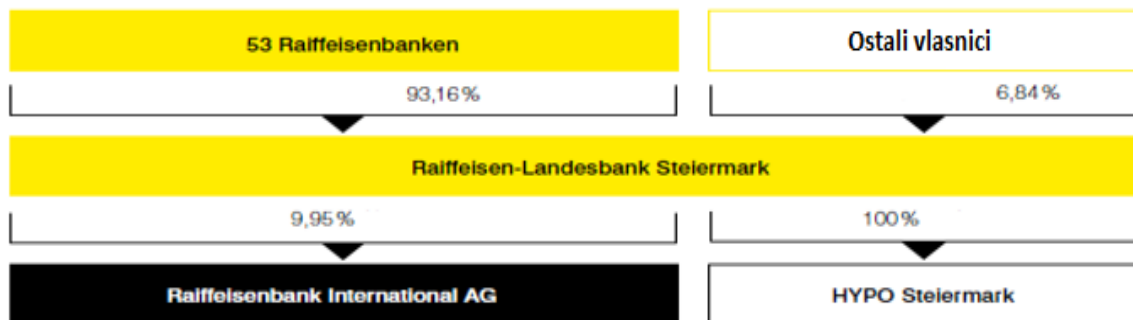 53 Raiffeisenbanken
Ostali vlasnici
93,16%
6,84%
Raiffeisen-Landesbank Steiermark
9,95%
100%
Raiffeisenbank International AG
HYPO Steiermark